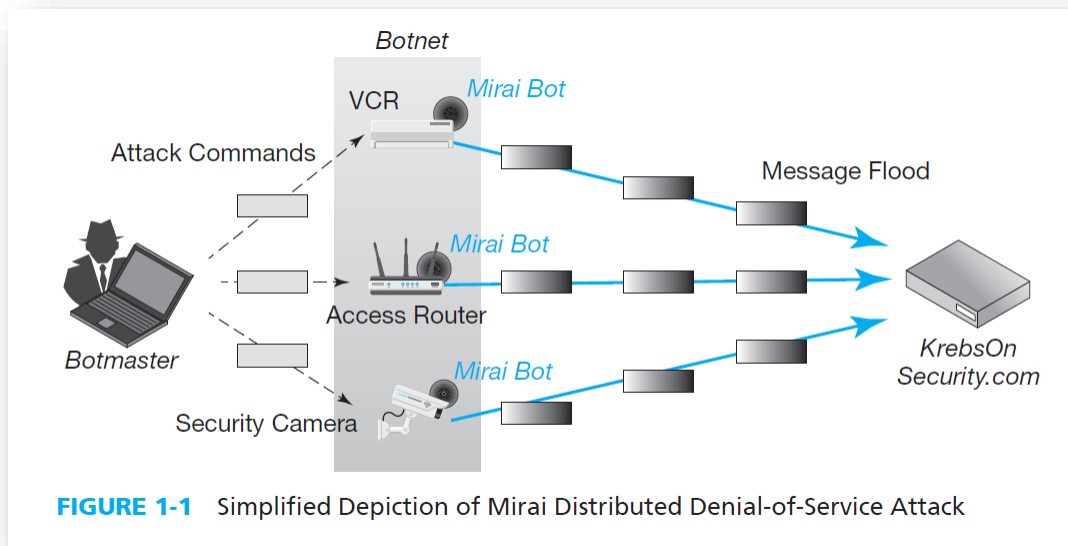 Botnet
VCR
Mirai Bot
Attack Commands
Message Flood
Mirai Bot
Access Router
Botmaster
KrebsOn
Security.com
Mirai Bot
Security Camera
FIGURE 1-1 Simplified Depiction of Mirai Distributed Denial-of-Service Attack